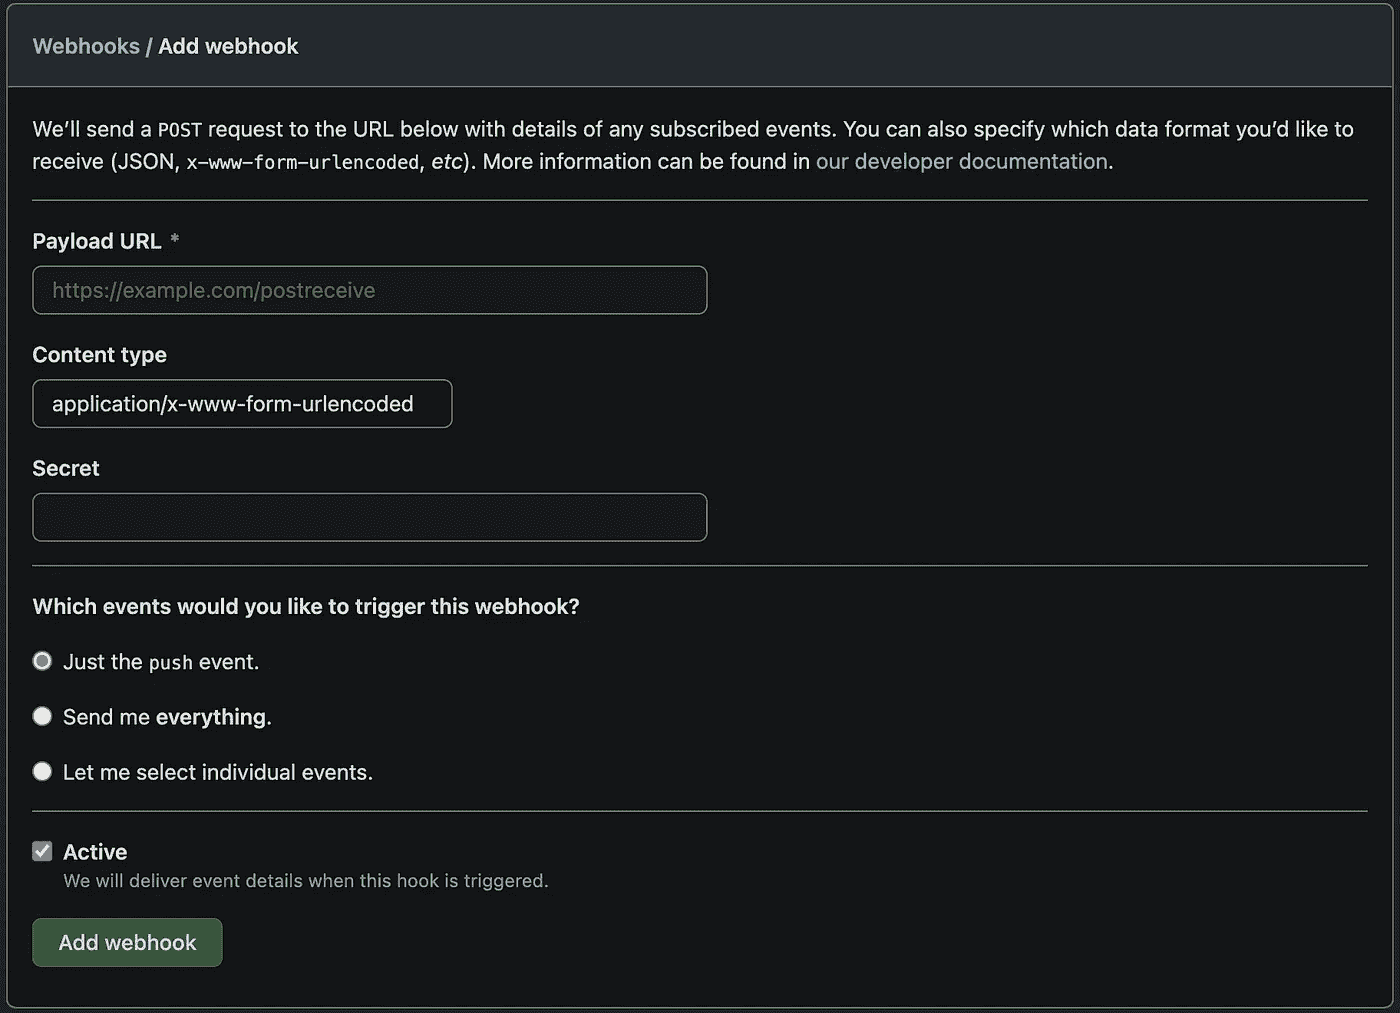 Webhooks / Add webhook
We’ll send a POST request to the URL below with details of any subscribed events. You can also specify which data format you’d like to
receive (JSON, x-www-form-urlencoded, etc). More information can be found in our developer documentation.
Payload URL *
https://example.com/postreceive
Content type
application/x-www-form-urlencoded
Secret
Which events would you like to trigger this webhook?
Just the push event.
Send me everything.
Let me select individual events.
Active
We will deliver event details when this hook is triggered.
Add webhook